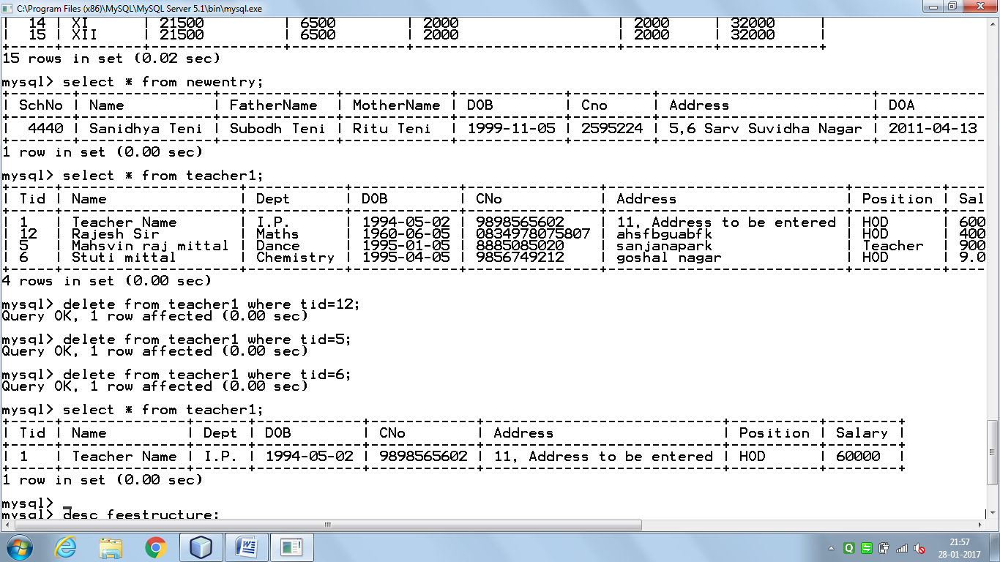 C:\Program Files (x86)\MySQL\MySQL Server 5.1\bin\mysql.exe
| 14 | XI | 21500 | 6500 | 2000 | 2000 | 32000 |
| 15 | XII | 21500 | 6500 | 2000 | 2000 | 32000 |
15 rows in set (0.02 sec)
mysql> select * from newentry;
| SchNo | Name | FatherName | MotherName | DOB | Cno | Address | DOA
| 4440 | Sanidhya Teni | Subodh Teni | Ritu Teni | 1999-11-05 | 2595224 | 5,6 Sarv Suvidha Nagar | 2011-04-13
1 row in set (0.00 sec)
mysql> select * from teacher1;
| Tid | Name | Dept | DOB | CNo | Address | Position | Sal
| 1 | Teacher Name | I.P. | 1994-05-02 | 9898565602 | 11, Address to be entered | HOD | 600
| 12 | Rajesh Sir | Maths | 1960-06-05 | 0834978075807 | ahsfbguabfk | HOD | 400
| 5 | Mahsvin raj mittal | Dance | 1995-01-05 | 8885085020 | sanjanapark | Teacher | 900
| 6 | Stuti mittal | Chemistry | 1995-04-05 | 9856749212 | goshal nagar | HOD | 9.0
4 rows in set (0.00 sec)
mysql> delete from teacher1 where tid=12;
Query OK, 1 row affected (0.00 sec)
mysql> delete from teacher1 where tid=5;
Query OK, 1 row affected (0.00 sec)
mysql> delete from teacher1 where tid=6;
Query OK, 1 row affected (0.00 sec)
mysql> select * from teacher1;
| Tid | Name | Dept | DOB | CNo | Address | Position | Salary |
| 1 | Teacher Name | I.P. | 1994-05-02 | 9898565602 | 11, Address to be entered | HOD | 60000 |
1 row in set (0.00 sec)
mysql>
mysql> desc feestructure;
21:57
28-01-2017